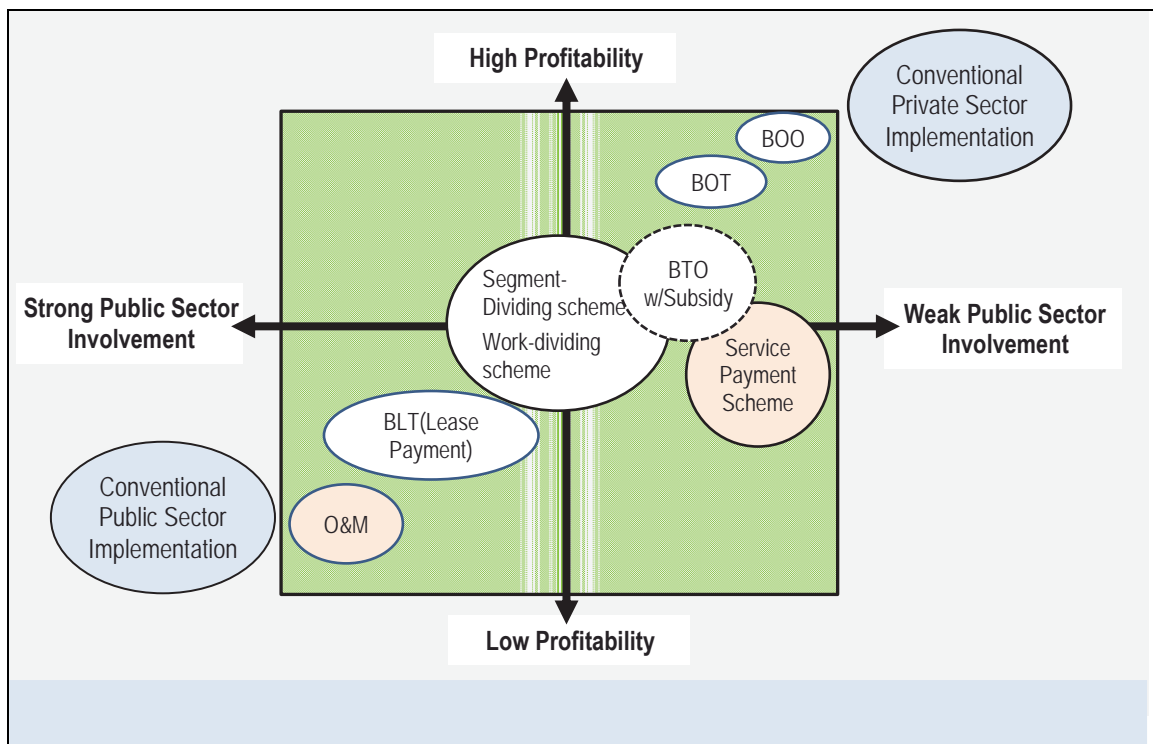 High Profitability
Conventional
Private Sector
Implementation
BOO
BOT
BTO
w/Subsidy
Segment-
Dividing scheme
Work-dividing
scheme
Strong Public Sector
Involvement
Weak Public Sector
Involvement
Service
Payment
Scheme
BLT(Lease
Payment)
Conventional
Public Sector
Implementation
O&M
Low Profitability